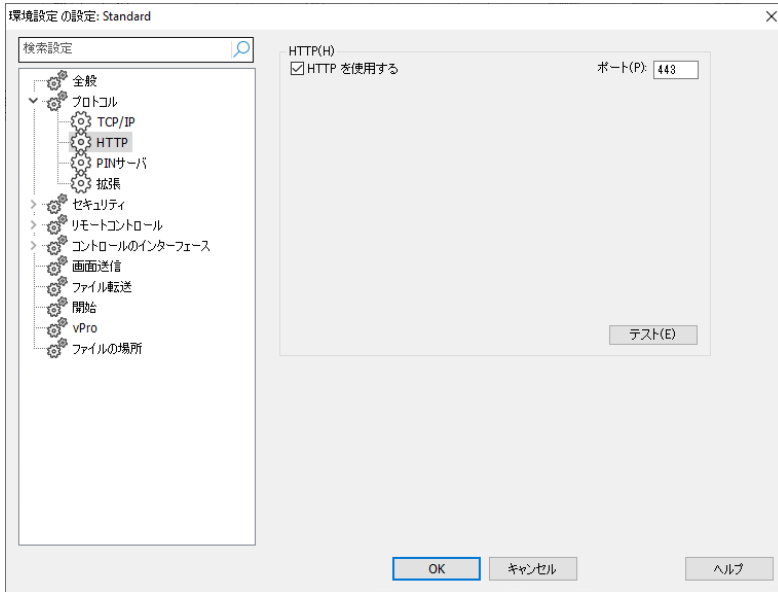 環境設定 の設定: Standard
検索設定
全般
プロトコル
TCP/IP
HTTP
PINサーバ
拡張
セキュリティ
リモートコントロール
コントロールのインターフェース
画面送信
ファイル転送
開始
vPro
ファイルの場所
HTTP(H)
HTTP を使用する
ポート(P): 443
テスト(E)
OK
キャンセル
ヘルプ